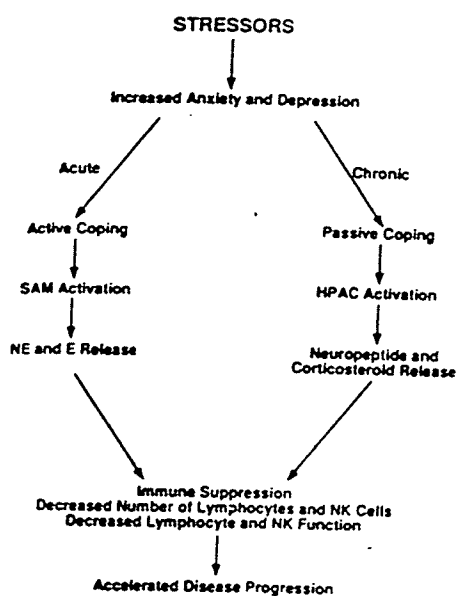 STRESSORS
Increased Anxiety and Depression
Acute
Chronic
Active Coping
Passive Coping
SAM Activation
HPAC Activation
NE and E Release
Neuropeptide and
Corticosteroid Release
Immune Suppression
Decreased Number of Lymphocytes and NK Cells
Decreased Lymphocyte and NK Function
Accelerated Disease Progression